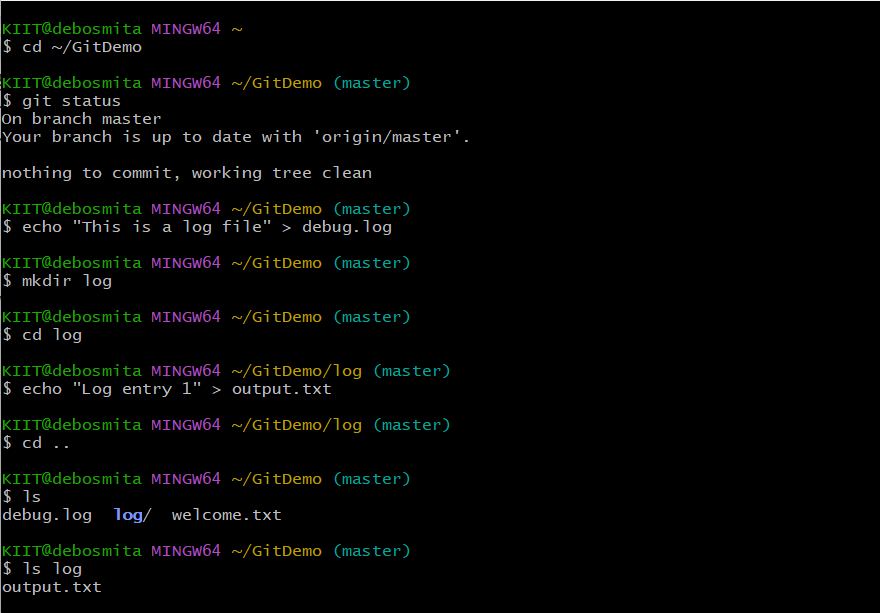 KIIT@debosmita MINGW64 ~
$ cd ~/GitDemo
KIIT@debosmita MINGW64 ~/GitDemo (master)
$ git status
On branch master
Your branch is up to date with 'origin/master'.
nothing to commit, working tree clean
KIIT@debosmita MINGW64 ~/GitDemo (master)
$ echo "This is a log file" > debug.log
KIIT@debosmita MINGW64 ~/GitDemo (master)
$ mkdir log
KIIT@debosmita MINGW64 ~/GitDemo (master)
$ cd log
KIIT@debosmita MINGW64 ~/GitDemo/log (master)
$ echo "Log entry 1" > output.txt
KIIT@debosmita MINGW64 ~/GitDemo/log (master)
$ cd ..
KIIT@debosmita MINGW64 ~/GitDemo (master)
$ ls
debug.log  log/  welcome.txt
KIIT@debosmita MINGW64 ~/GitDemo (master)
$ ls log
output.txt